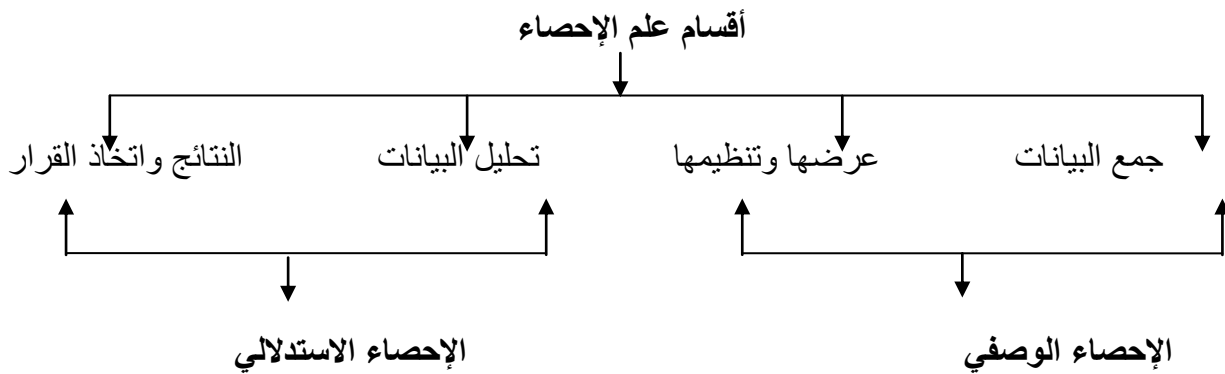 أقسام علم الإحصاء
جمع البيانات عرضها وتنظيمها تحليل البيانات النتائج واتخاذ القرار
الإحصاء الوصفي الإحصاء الاستدلالي